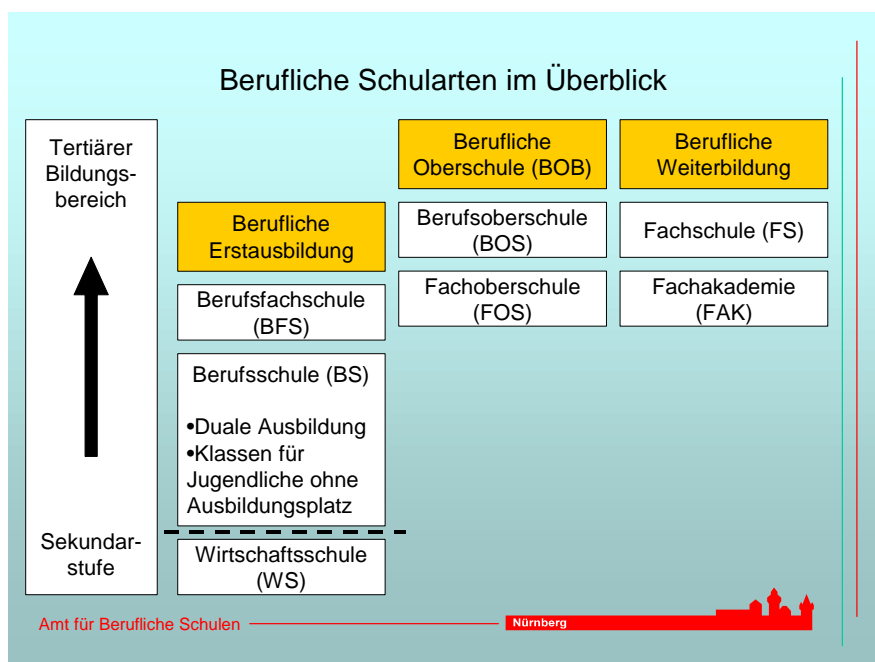 Berufliche Schularten im Überblick
Tertiärer
Bildungs-
bereich
Sekundar-
stufe
Berufliche
Erstausbildung
Berufsfachschule
(BFS)
Berufsschule (BS)
•Duale Ausbildung
•Klassen für
Jugendliche ohne
Ausbildungsplatz
Wirtschaftsschule
(WS)
Berufliche
Oberschule (BOB)
Berufsoberschule
(BOS)
Fachoberschule
(FOS)
Berufliche
Weiterbildung
Fachschule (FS)
Fachakademie
(FAK)
Amt für Berufliche Schulen
Nürnberg